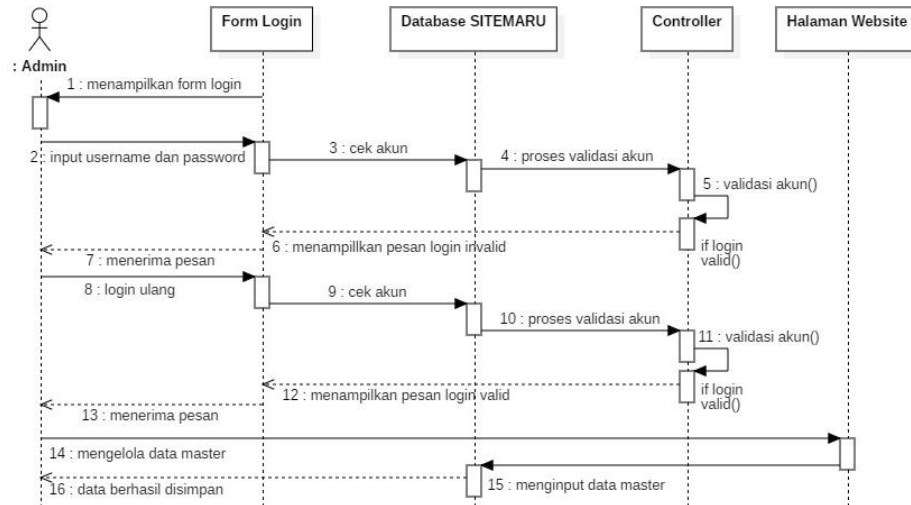 Form Login
Database SITEMARU
Controller
Halaman Website
: Admin
1 : menampilkan form login
2 : input username dan password
3 : cek akun
4 : proses validasi akun
5 : validasi akun()
6 : menampillkan pesan login invalid
if login
valid()
7 : menerima pesan
8 : login ulang
9 : cek akun
10 : proses validasi akun
11 : validasi akun()
12 : menampilkan pesan login valid
if login
valid()
13 : menerima pesan
14 : mengelola data master
15 : menginput data master
16 : data berhasil disimpan